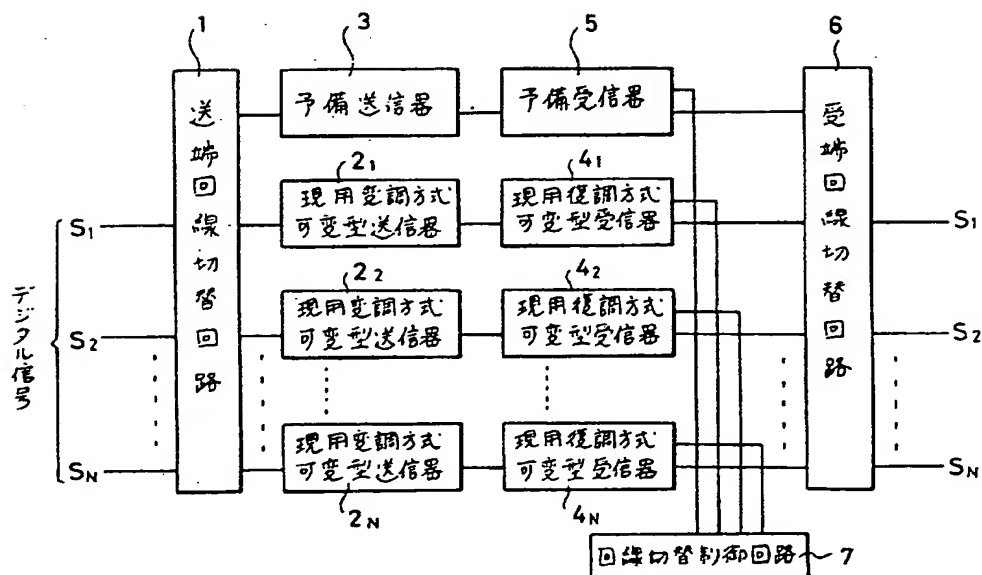 1
3
5
6
送端回線切替回路
予備送信器
予備受信器
受端回線切替回路
2₁
4₁
現用変調方式
可変型送信器
現用復調方式
可変型受信器
S₁
S₁
2₂
4₂
現用変調方式
可変型送信器
現用復調方式
可変型受信器
デジタル信号
S₂
S₂
現用変調方式
可変型送信器
現用復調方式
可変型受信器
S_N
S_N
2_N
4_N
回線切替制御回路
7